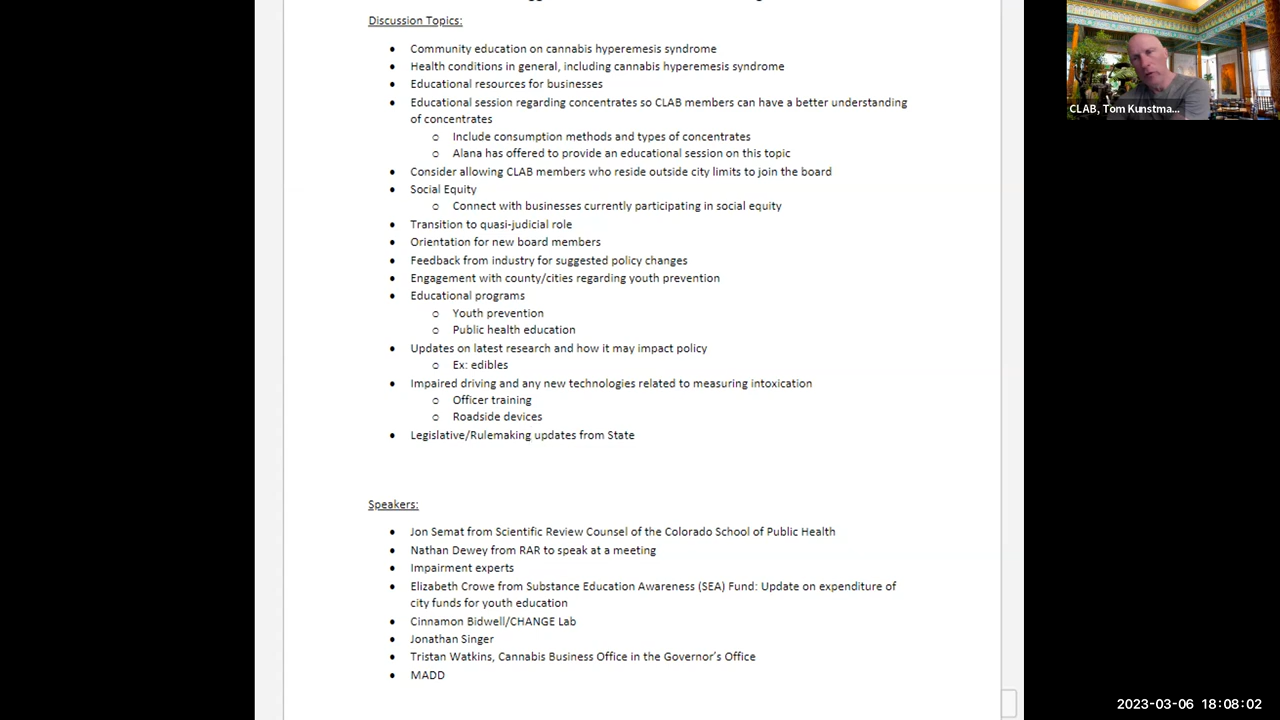 Discussion Topics:
• Community education on cannabis hyperemesis syndrome
• Health conditions in general, including cannabis hyperemesis syndrome
• Educational resources for businesses
• Educational session regarding concentrates so CLAB members can have a better understanding
of concentrates
o Include consumption methods and types of concentrates
o Alana has offered to provide an educational session on this topic
• Consider allowing CLAB members who reside outside city limits to join the board
• Social Equity
o Connect with businesses currently participating in social equity
• Transition to quasi-judicial role
• Orientation for new board members
• Feedback from industry for suggested policy changes
• Engagement with county/cities regarding youth prevention
• Educational programs
o Youth prevention
o Public health education
• Updates on latest research and how it may impact policy
o Ex: edibles
• Impaired driving and any new technologies related to measuring intoxication
o Officer training
o Roadside devices
• Legislative/Rulemaking updates from State
Speakers:
• Jon Semat from Scientific Review Counsel of the Colorado School of Public Health
• Nathan Dewey from RAR to speak at a meeting
• Impairment experts
• Elizabeth Crowe from Substance Education Awareness (SEA) Fund: Update on expenditure of
city funds for youth education
• Cinnamon Bidwell/CHANGE Lab
• Jonathan Singer
• Tristan Watkins, Cannabis Business Office in the Governor's Office
• MADD
CLAB, Tom Kunstma...
2023-03-06 18:08:02